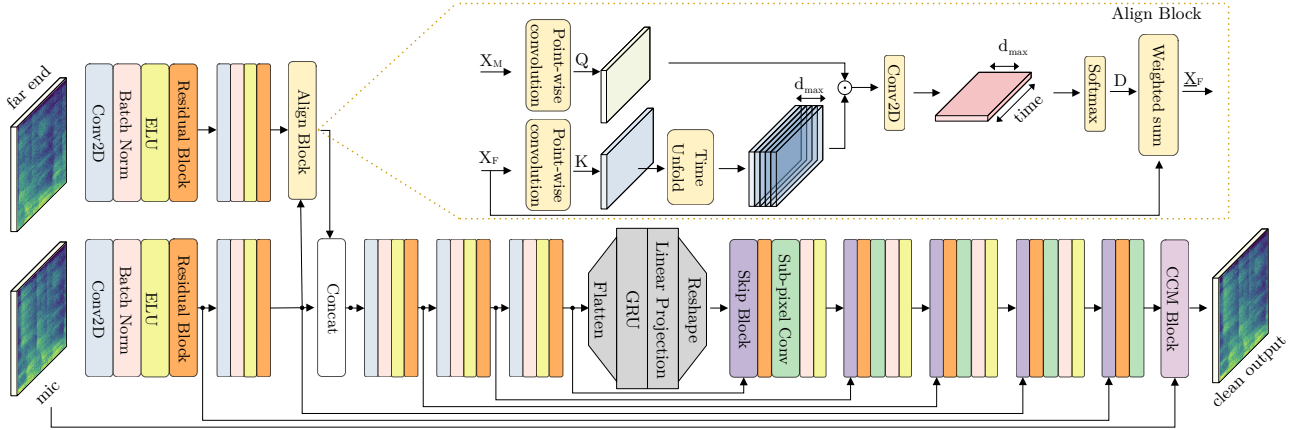 Align Block
X_M
Point-wise convolution
Q
d_max
Conv2D
d_max
time
Softmax
D
Weighted sum
X_F
X_F
Point-wise convolution
K
Time Unfold
far end
Conv2D
Batch Norm
ELU
Residual Block
Align Block
mic
Conv2D
Batch Norm
ELU
Residual Block
Concat
Flatten
GRU
Linear Projection
Reshape
Skip Block
Sub-pixel Conv
CCM Block
clean output